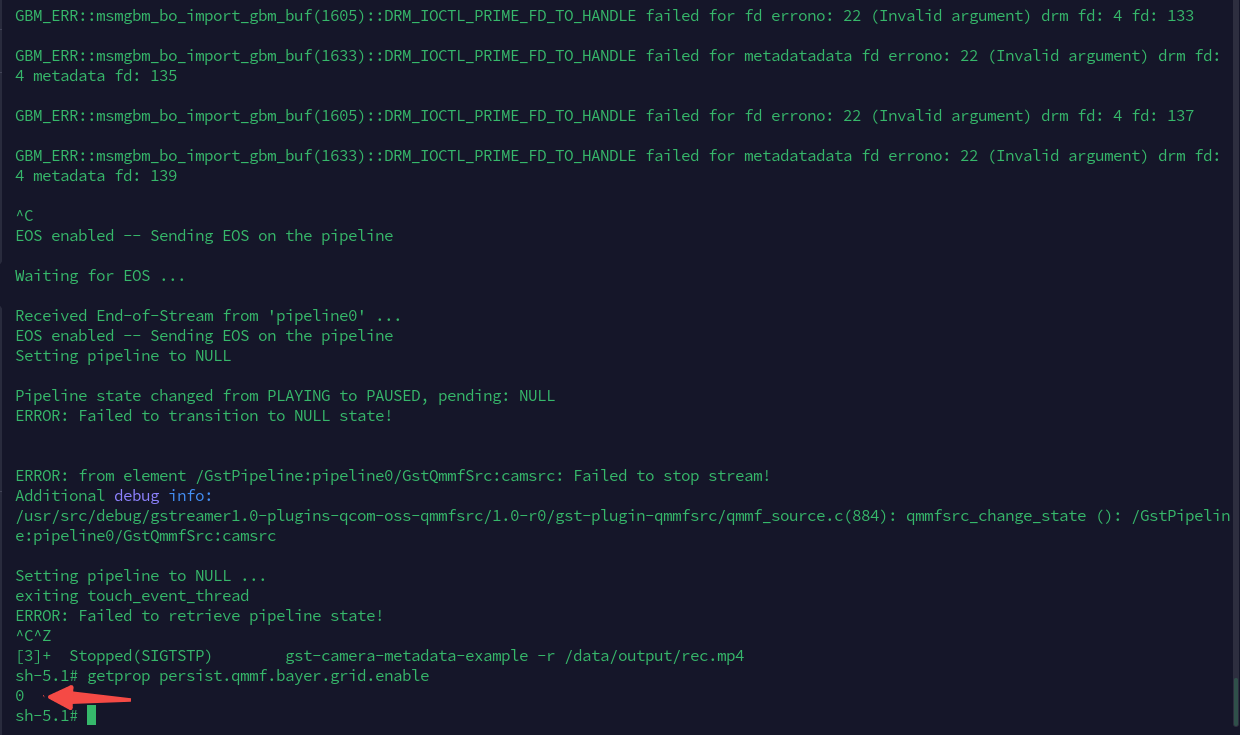 GBM_ERR::msmgbm_bo_import_gbm_buf(1605)::DRM_IOCTL_PRIME_FD_TO_HANDLE failed for fd errono: 22 (Invalid argument) drm fd: 4 fd: 133
GBM_ERR::msmgbm_bo_import_gbm_buf(1633)::DRM_IOCTL_PRIME_FD_TO_HANDLE failed for metadatadata fd errono: 22 (Invalid argument) drm fd:
4 metadata fd: 135
GBM_ERR::msmgbm_bo_import_gbm_buf(1605)::DRM_IOCTL_PRIME_FD_TO_HANDLE failed for fd errono: 22 (Invalid argument) drm fd: 4 fd: 137
GBM_ERR::msmgbm_bo_import_gbm_buf(1633)::DRM_IOCTL_PRIME_FD_TO_HANDLE failed for metadatadata fd errono: 22 (Invalid argument) drm fd:
4 metadata fd: 139
^C
EOS enabled -- Sending EOS on the pipeline
Waiting for EOS ...
Received End-of-Stream from 'pipeline0' ...
EOS enabled -- Sending EOS on the pipeline
Setting pipeline to NULL
Pipeline state changed from PLAYING to PAUSED, pending: NULL
ERROR: Failed to transition to NULL state!
ERROR: from element /GstPipeline:pipeline0/GstQmmfSrc:camsrc: Failed to stop stream!
Additional debug info:
/usr/src/debug/gstreamer1.0-plugins-qcom-oss-qmmfsrc/1.0-r0/gst-plugin-qmmfsrc/qmmf_source.c(884): qmmfsrc_change_state (): /GstPipelin
e:pipeline0/GstQmmfSrc:camsrc
Setting pipeline to NULL ...
exiting touch_event_thread
ERROR: Failed to retrieve pipeline state!
^C^Z
[3]+  Stopped(SIGTSTP)        gst-camera-metadata-example -r /data/output/rec.mp4
sh-5.1# getprop persist.qmmf.bayer.grid.enable
0
sh-5.1#